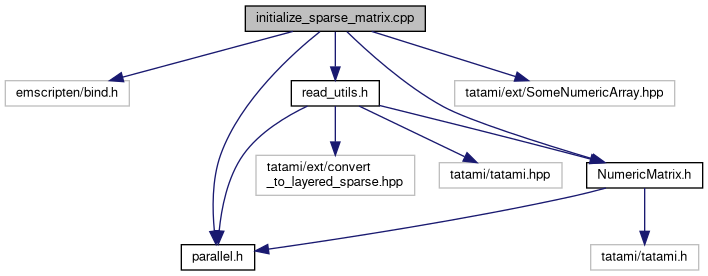 initialize_sparse_matrix.cpp
emscripten/bind.h
read_utils.h
tatami/ext/SomeNumericArray.hpp
tatami/ext/convert
_to_layered_sparse.hpp
tatami/tatami.hpp
NumericMatrix.h
parallel.h
tatami/tatami.h